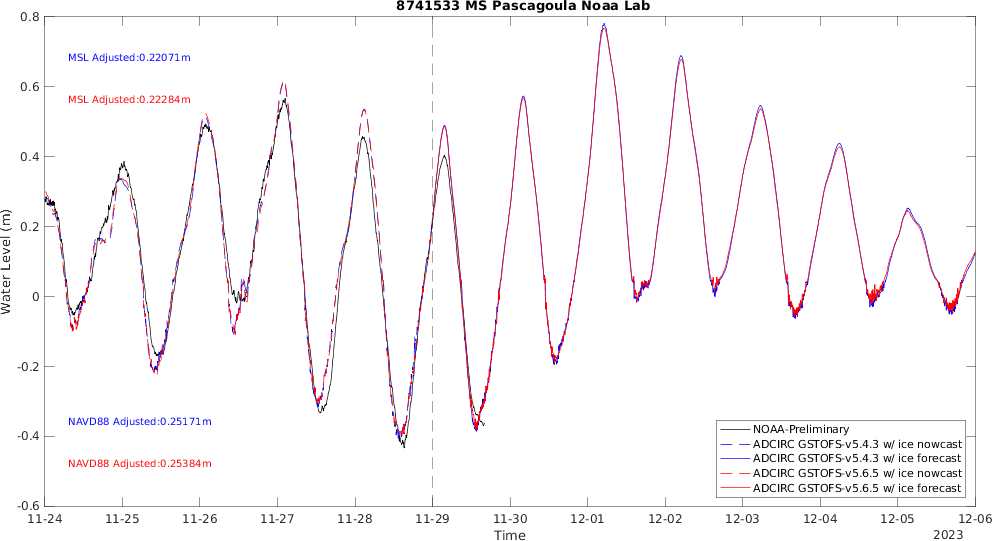 8741533 MS Pascagoula Noaa Lab
0.8
0.6
0.4
0.2
0
-0.2
-0.4
-0.6
Water Level (m)
MSL Adjusted:0.22071m
MSL Adjusted:0.22284m
NAVD88 Adjusted:0.25171m
NAVD88 Adjusted:0.25384m
NOAA-Preliminary
ADCIRC GSTOFS-v5.4.3 w/ ice nowcast
ADCIRC GSTOFS-v5.4.3 w/ ice forecast
ADCIRC GSTOFS-v5.6.5 w/ ice nowcast
ADCIRC GSTOFS-v5.6.5 w/ ice forecast
11-24 11-25 11-26 11-27 11-28 11-29 11-30 12-01 12-02 12-03 12-04 12-05 12-06
Time
2023